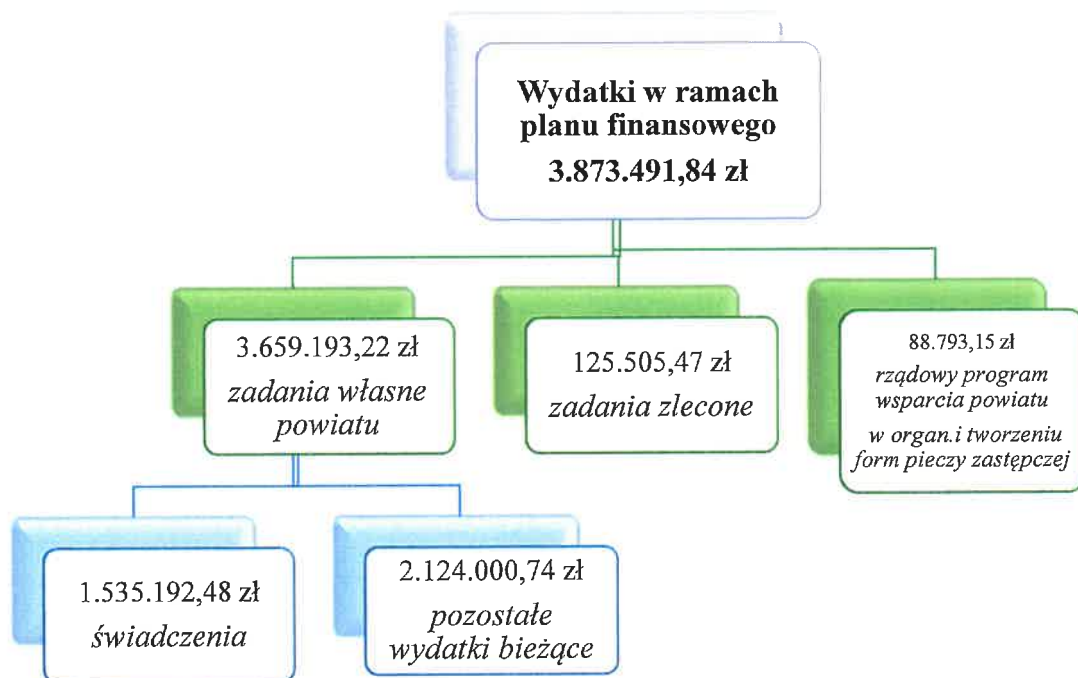 Wydatki w ramach
planu finansowego
3.873.491,84 zł
3.659.193,22 zł
zadania własne
powiatu
125.505,47 zł
zadania zlecone
88.793,15 zł
rządowy program
wsparcia powiatu
w organ.i tworzeniu
form pieczy zastępczej
1.535.192,48 zł
świadczenia
2.124.000,74 zł
pozostałe
wydatki bieżące